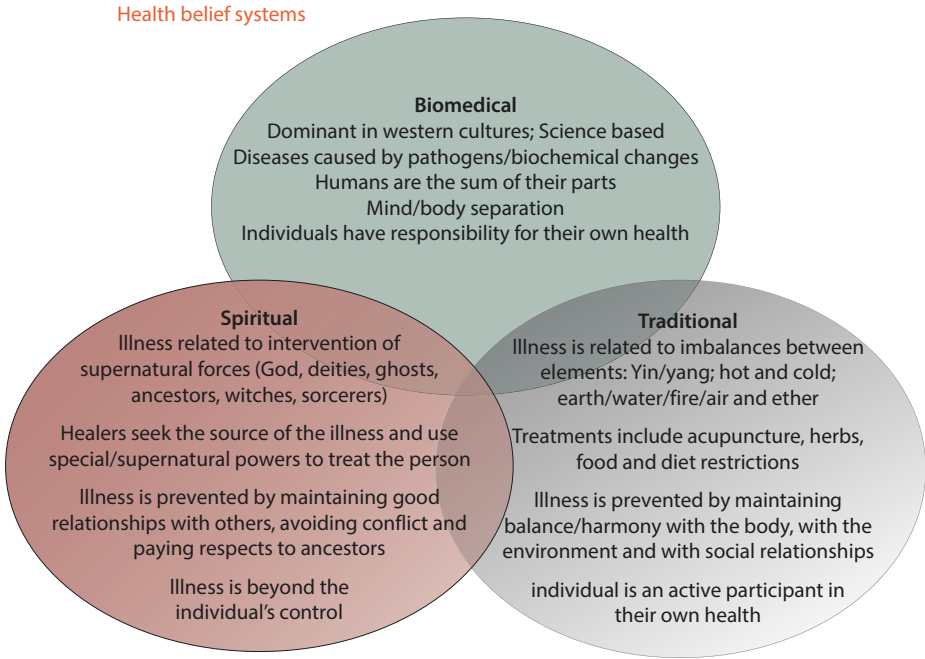 Health belief systems
Biomedical
Dominant in western cultures; Science based
Diseases caused by pathogens/biochemical changes
Humans are the sum of their parts
Mind/body separation
Individuals have responsibility for their own health
Spiritual
Illness related to intervention of
supernatural forces (God, deities, ghosts,
ancestors, witches, sorcerers)
Healers seek the source of the illness and use
special/supernatural powers to treat the person
Illness is prevented by maintaining good
relationships with others, avoiding conflict and
paying respects to ancestors
Illness is beyond the
individual's control
Traditional
Illness is related to imbalances between
elements: Yin/yang; hot and cold;
earth/water/fire/air and ether
Treatments include acupuncture, herbs,
food and diet restrictions
Illness is prevented by maintaining
balance/harmony with the body, with the
environment and with social relationships
individual is an active participant in
their own health